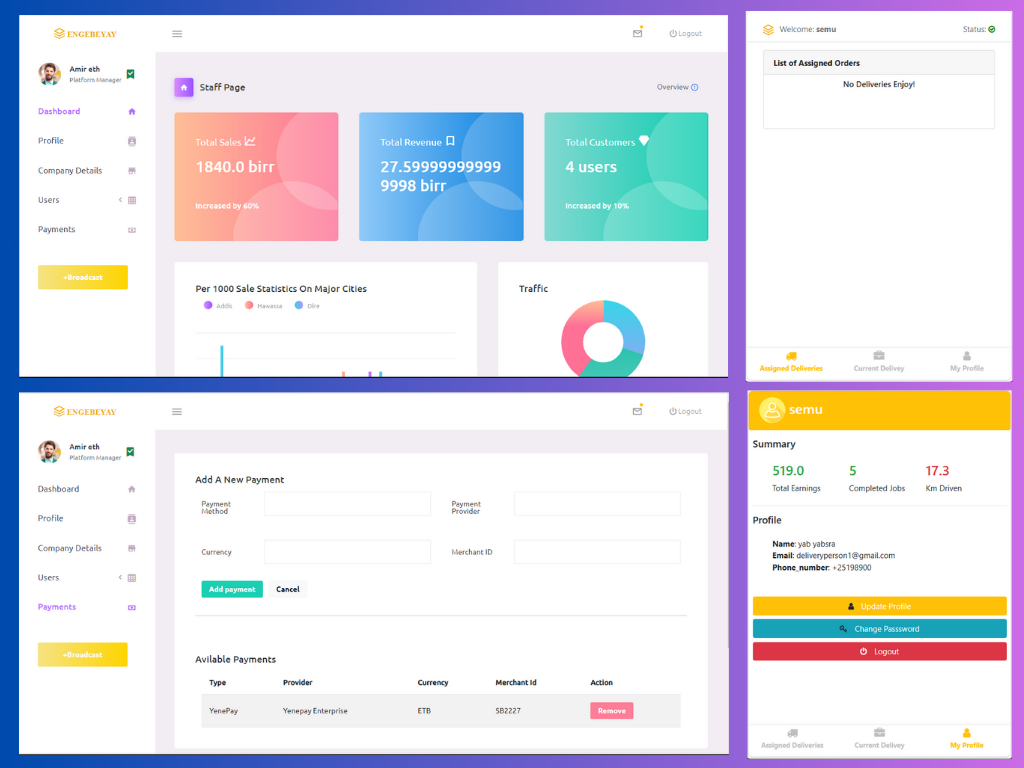 ENGEBEYAY
Logout
Amir eth
Platform Manager
Dashboard
Profile
Company Details
Users
Payments
+Broadcast
Staff Page
Overview
Total Sales
1840.0 birr
Increased by 60%
Total Revenue
27.59999999999
9998 birr
Total Customers
4 users
Increased by 10%
Per 1000 Sale Statistics On Major Cities
Addis
Hawassa
Dire
Traffic
Welcome: semu
Status:
List of Assigned Orders
No Deliveries Enjoy!
Assigned Deliveries
Current Delivey
My Profile
ENGEBEYAY
Logout
Amir eth
Platform Manager
Dashboard
Profile
Company Details
Users
Payments
+Broadcast
Add A New Payment
Payment
Method
Payment
Provider
Currency
Merchant ID
Add payment
Cancel
Avilable Payments
Type Provider Currency Merchant Id Action
YenePay Yenepay Enterprise ETB SB2227 Remove
semu
Summary
519.0 5 17.3
Total Earnings Completed Jobs Km Driven
Profile
Name: yab yabsra
Email: deliveryperson1@gmail.com
Phone_number: +25198900
Update Profile
Change Passsword
Logout
Assigned Deliveries
Current Delivey
My Profile